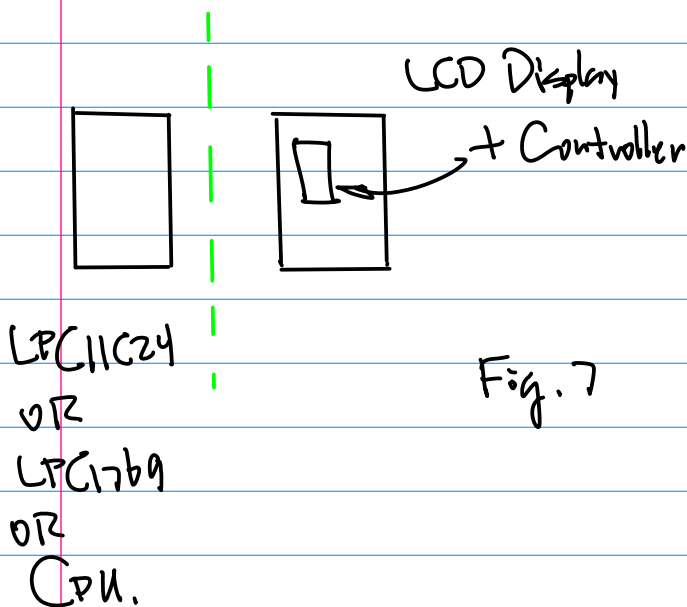 LCD Display
+ Controller
LPC11C24
OR
LPC1769
OR
CPU.
Fig. 7